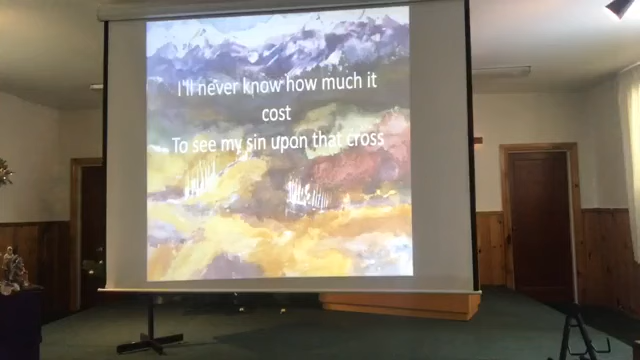 I'll never know how much it
cost
To see my sin upon that cross